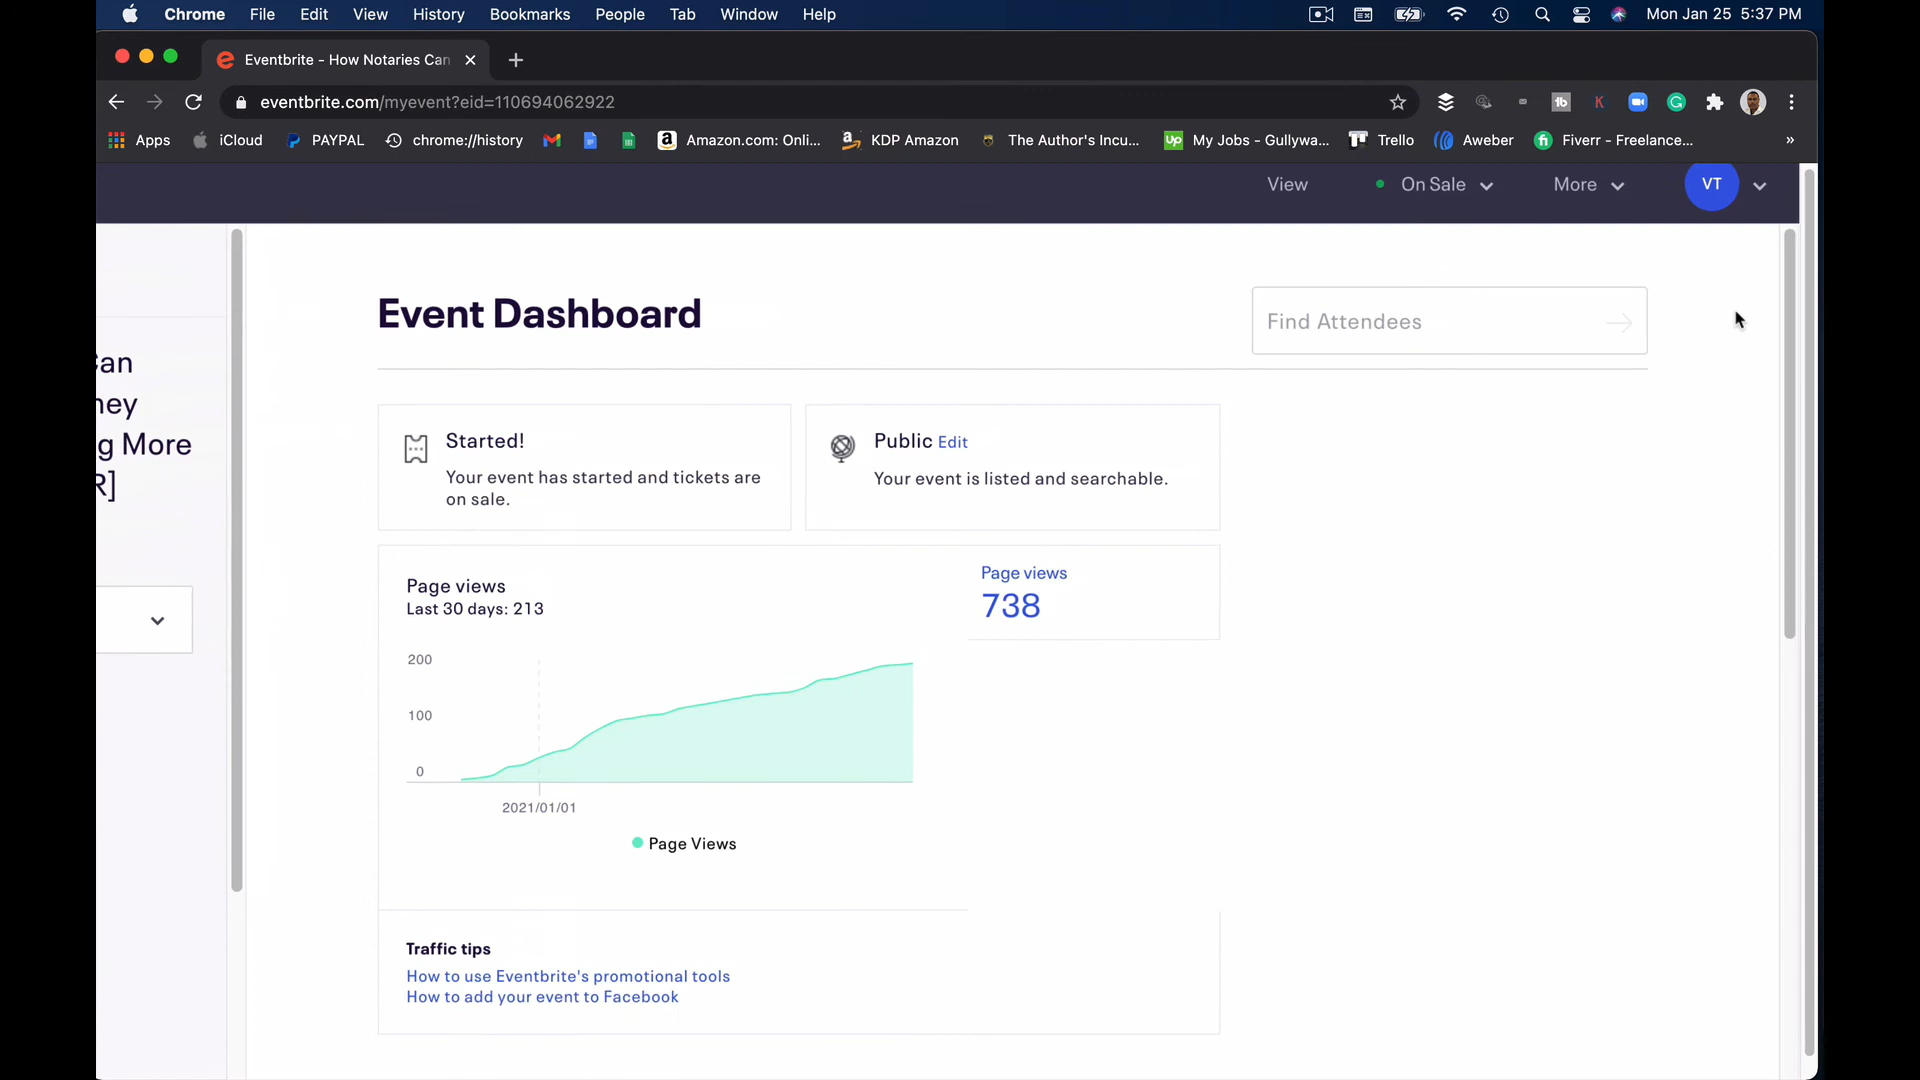 Chrome File Edit View History Bookmarks People Tab Window Help Mon Jan 25 5:37 PM
Eventbrite - How Notaries Can
eventbrite.com/myevent?eid=110694062922
Apps iCloud PAYPAL chrome://history Amazon.com: Onli... KDP Amazon The Author's Incu... My Jobs - Gullywa... Trello Aweber Fiverr - Freelance... »
View On Sale More VT
Can
ney
g More
R]
Event Dashboard
Find Attendees
Started!
Your event has started and tickets are
on sale.
Public Edit
Your event is listed and searchable.
Page views
Last 30 days: 213
Page views
738
200
100
0
2021/01/01
Page Views
Traffic tips
How to use Eventbrite's promotional tools
How to add your event to Facebook